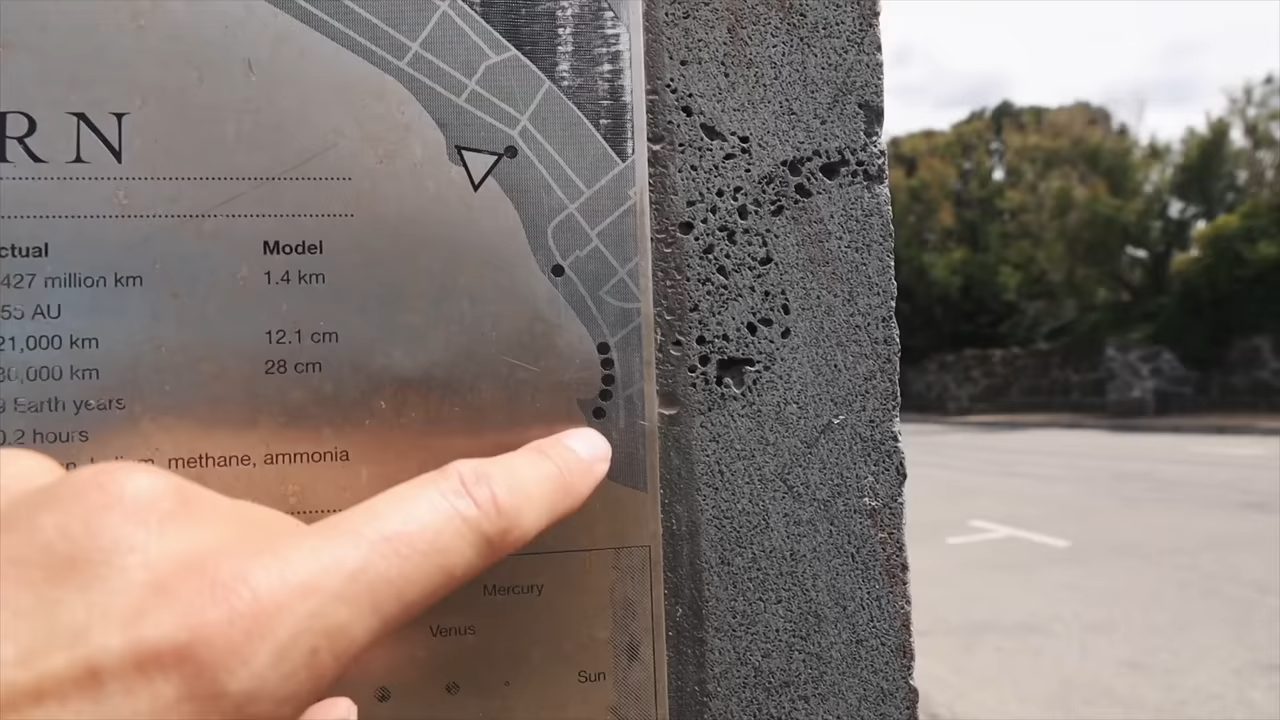 RN
ctual Model
427 million km 1.4 km
55 AU
21,000 km 12.1 cm
30,000 km 28 cm
9 Earth years
0.2 hours
methane, ammonia
Mercury
Venus
Sun